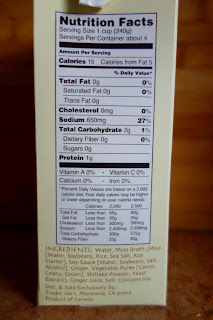 Nutrition Facts
Serving Size 1 cup (240g)
Servings Per Container about 4
Amount Per Serving
Calories 15 Calories from Fat 5
% Daily Value*
Total Fat 0g 0%
Saturated Fat 0g 0%
Trans Fat 0g
Cholesterol 0mg 0%
Sodium 650mg 27%
Total Carbohydrate 2g 1%
Dietary Fiber 0g 0%
Sugars 0g
Protein 1g
Vitamin A 0% • Vitamin C 0%
Calcium 0% • Iron 0%
*Percent Daily Values are based on a 2,000
calorie diet. Your daily values may be higher
or lower depending on your calorie needs.
Calories 2,000 2,500
Total Fat Less than 65g 80g
Sat Fat Less than 20g 25g
Cholesterol Less than 300mg 300mg
Sodium Less than 2,400mg 2,400mg
Total Carbohydrate 300g 375g
Dietary Fiber 25g 30g
INGREDIENTS: Water, Miso Broth (Miso
[Water, Soybeans, Rice, Sea Salt, Koji
Starter], Soy Sauce [Water, Soybeans, Salt,
Alcohol], Ginger, Vegetable Puree [Carrot,
Celery, Onion], Shiitake Powder, Yeast
Extract), Ginger Juice, Salt.
Dist. & Sold Exclusively By:
Trader Joe's, Monrovia, CA 91016
Product of Canada